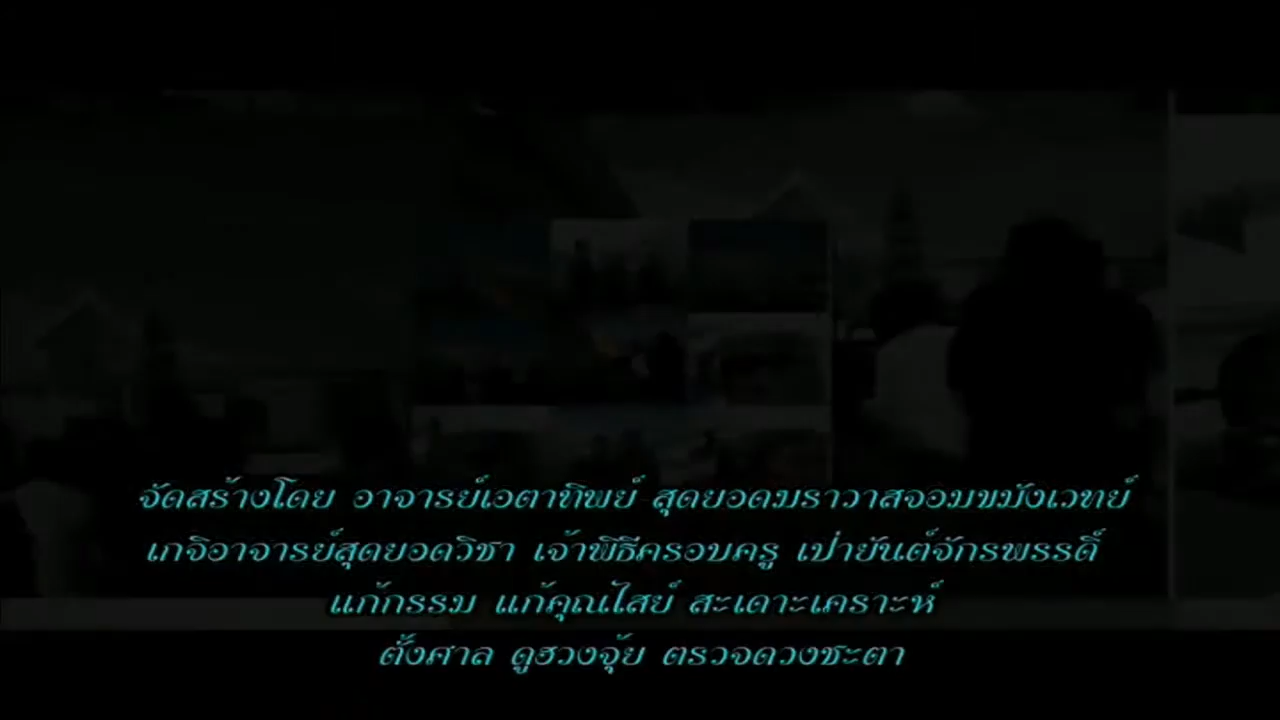 จัดสร้างโดย อาจารย์เอตาทิพย์ สุดยอดมราวาสจอมขมังเวทย์
เกจิอาจารย์สุดยอดวิชา เจ้าพิธีครอบครู เป่ายันต์จักรพรรดิ์
แก้กรรม แก้คุณไสย์ สะเดาะเคราะห์
ตั้งศาล ดูฮวงจุ้ย ตรวจดวงชะตา